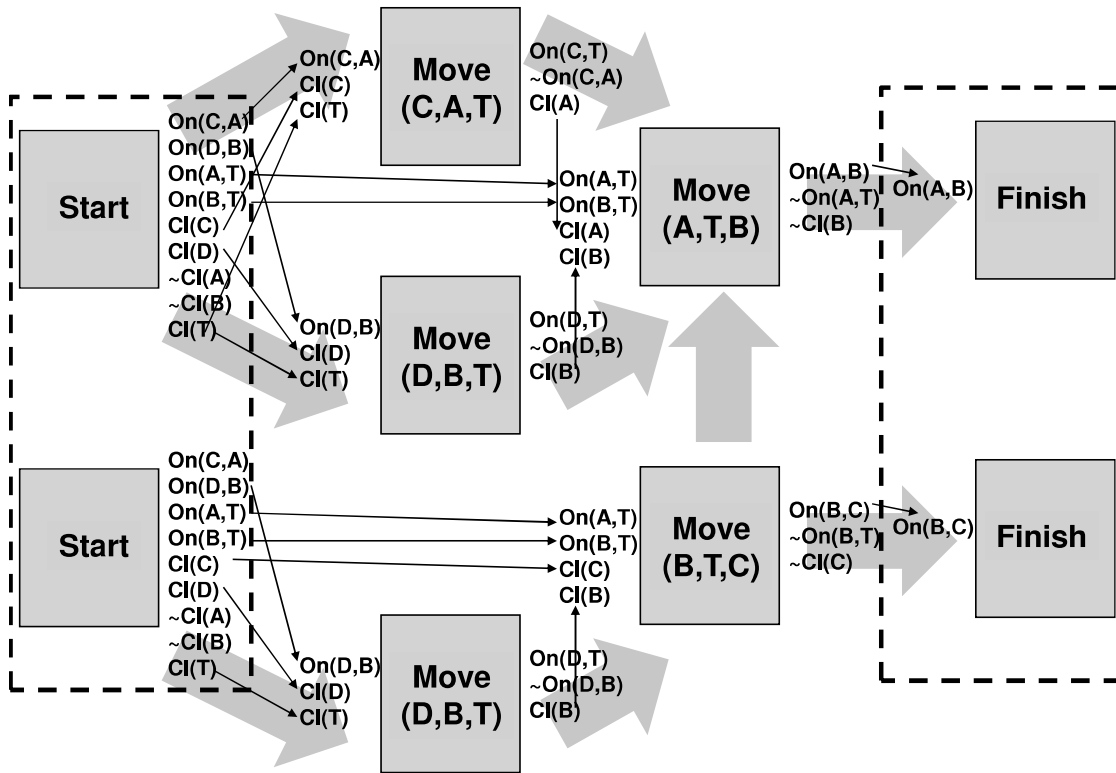 Start
On(C,A)
On(D,B)
On(A,T)
On(B,T)
Cl(C)
Cl(D)
~Cl(A)
~Cl(B)
Cl(T)
On(C,A)
Cl(C)
Cl(T)
Move
(C,A,T)
On(C,T)
~On(C,A)
Cl(A)
On(D,B)
Cl(D)
Cl(T)
Move
(D,B,T)
On(D,T)
~On(D,B)
Cl(B)
On(A,T)
On(B,T)
Cl(A)
Cl(B)
Move
(A,T,B)
On(A,B)
~On(A,T)
~Cl(B)
On(A,B)
Finish
Start
On(C,A)
On(D,B)
On(A,T)
On(B,T)
Cl(C)
Cl(D)
~Cl(A)
~Cl(B)
Cl(T)
On(D,B)
Cl(D)
Cl(T)
Move
(D,B,T)
On(D,T)
~On(D,B)
Cl(B)
On(A,T)
On(B,T)
Cl(C)
Cl(B)
Move
(B,T,C)
On(B,C)
~On(B,T)
~Cl(C)
On(B,C)
Finish